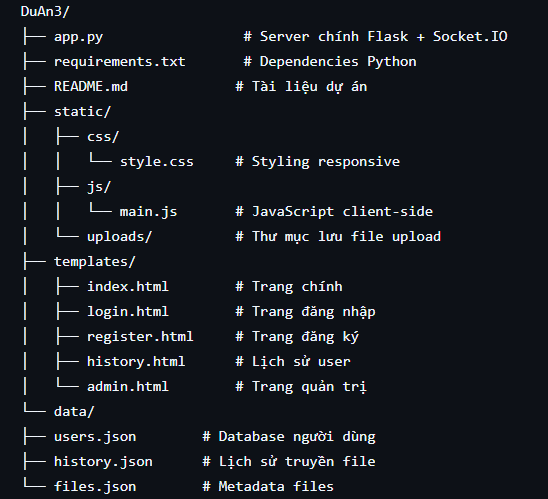 DuAn3/
├── app.py                    # Server chính Flask + Socket.IO
├── requirements.txt          # Dependencies Python
├── README.md                 # Tài liệu dự án
├── static/
│   ├── css/
│   │   └── style.css         # Styling responsive
│   ├── js/
│   │   └── main.js           # JavaScript client-side
│   └── uploads/              # Thư mục lưu file upload
├── templates/
│   ├── index.html            # Trang chính
│   ├── login.html            # Trang đăng nhập
│   ├── register.html         # Trang đăng ký
│   ├── history.html          # Lịch sử user
│   └── admin.html            # Trang quản trị
└── data/
├── users.json        # Database người dùng
├── history.json      # Lịch sử truyền file
└── files.json        # Metadata files